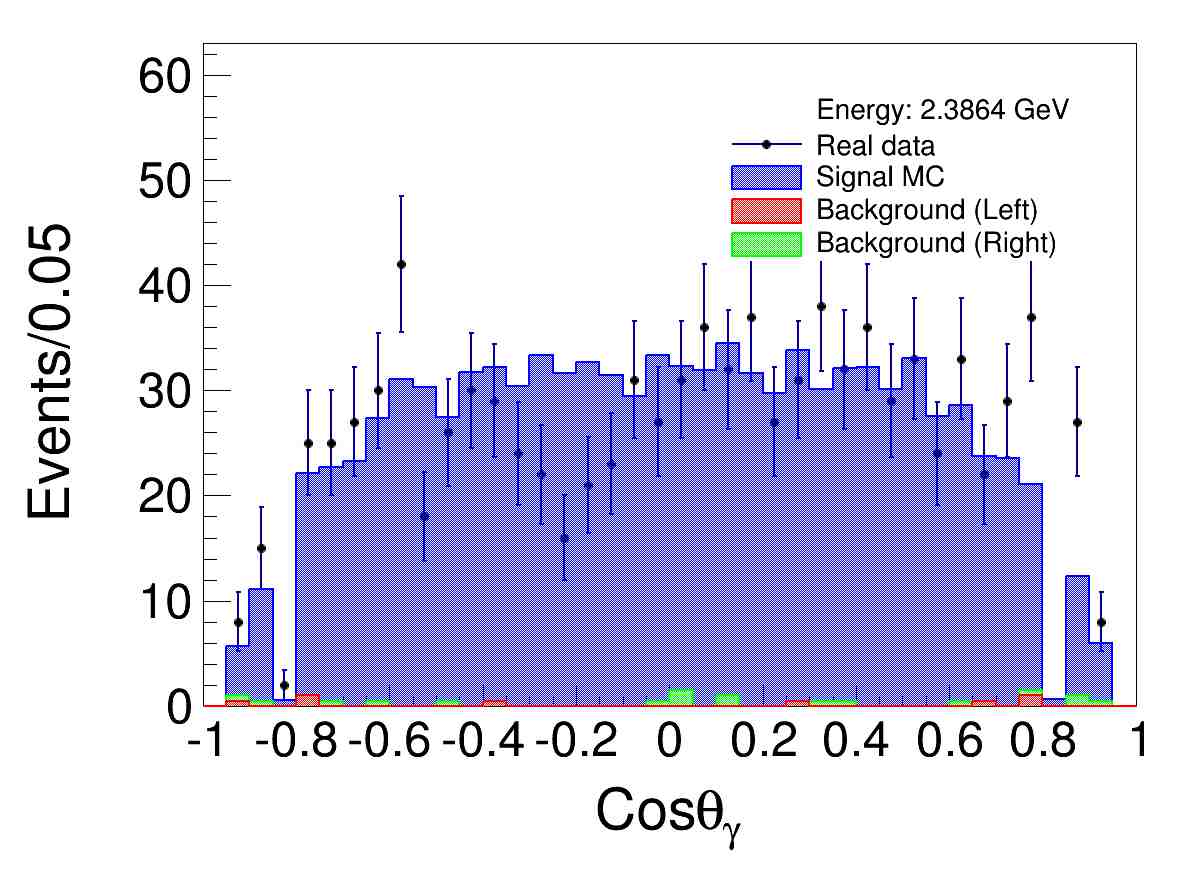 60
50
40
30
20
10
0
Events/0.05
Energy: 2.3864 GeV
Real data
Signal MC
Background (Left)
Background (Right)
-1 -0.8 -0.6 -0.4 -0.2 0 0.2 0.4 0.6 0.8 1
Cosθγ